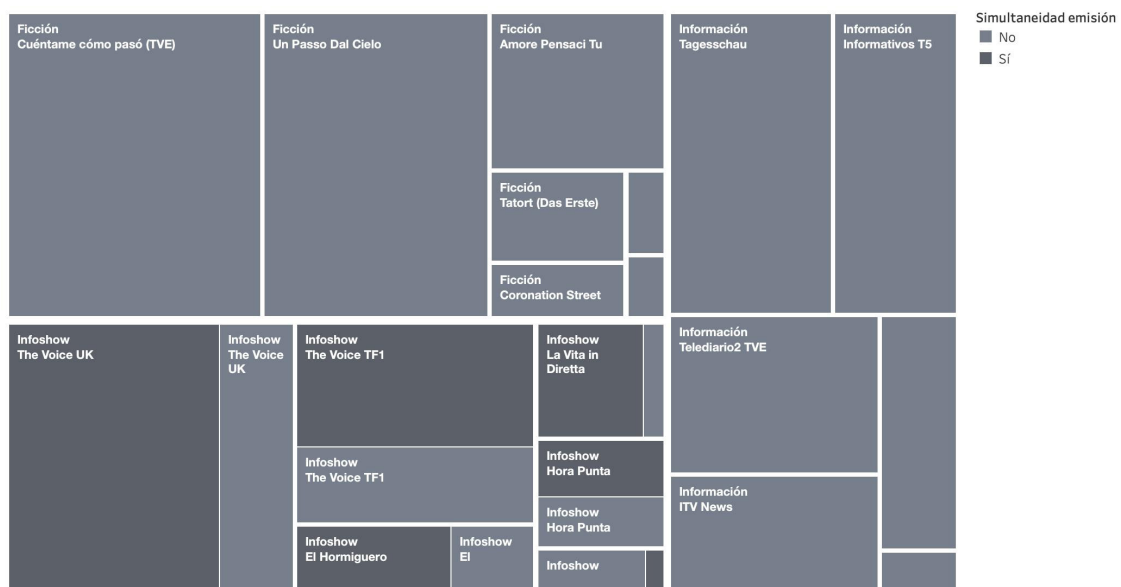 Ficción
Cuéntame cómo pasó (TVE)
Ficción
Un Passo Dal Cielo
Ficción
Amore Pensaci Tu
Ficción
Tatort (Das Erste)
Ficción
Coronation Street
Información
Tagesschau
Información
Informativos T5
Información
Telediario2 TVE
Información
ITV News
Infoshow
The Voice UK
Infoshow
The Voice
UK
Infoshow
The Voice TF1
Infoshow
The Voice TF1
Infoshow
El Hormiguero
Infoshow
El
Infoshow
La Vita in
Diretta
Infoshow
Hora Punta
Infoshow
Hora Punta
Infoshow
Simultaneidad emisión
No
Sí